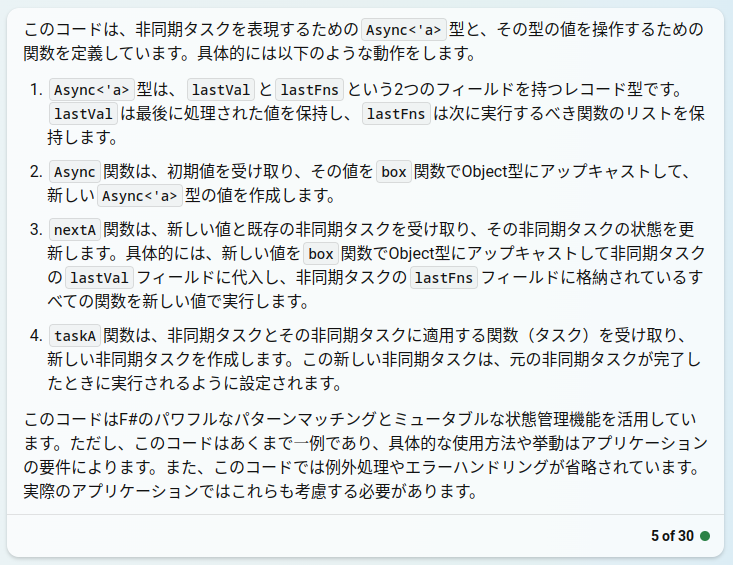 このコードは、非同期タスクを表現するための Async<'a> 型と、その型の値を操作するための
関数を定義しています。具体的には以下のような動作をします。
1. Async<'a> 型は、 lastVal と lastFns という2つのフィールドを持つレコード型です。
lastVal は最後に処理された値を保持し、 lastFns は次に実行するべき関数のリストを保
持します。
2. Async 関数は、初期値を受け取り、その値を box 関数でObject型にアップキャストして、
新しい Async<'a> 型の値を作成します。
3. nextA 関数は、新しい値と既存の非同期タスクを受け取り、その非同期タスクの状態を更
新します。具体的には、新しい値を box 関数でObject型にアップキャストして非同期タスク
の lastVal フィールドに代入し、非同期タスクの lastFns フィールドに格納されているす
べての関数を新しい値で実行します。
4. taskA 関数は、非同期タスクとその非同期タスクに適用する関数（タスク）を受け取り、
新しい非同期タスクを作成します。この新しい非同期タスクは、元の非同期タスクが完了し
たときに実行されるように設定されます。
このコードはF#のパワフルなパターンマッチングとミュータブルな状態管理機能を活用してい
ます。ただし、このコードはあくまで一例であり、具体的な使用方法や挙動はアプリケーション
の要件によります。また、このコードでは例外処理やエラーハンドリングが省略されています。
実際のアプリケーションではこれらも考慮する必要があります。
5 of 30